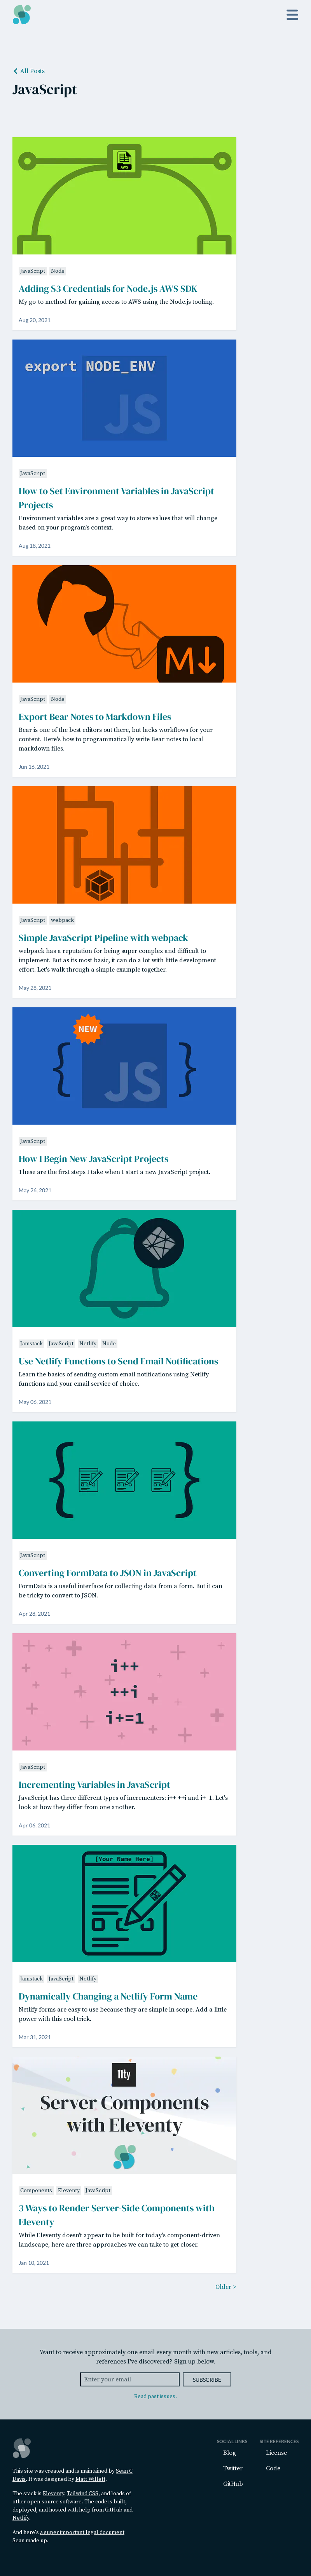 All Posts
JavaScript
JavaScript Node
Adding S3 Credentials for Node.js AWS SDK
My go-to method for gaining access to AWS using the Node.js tooling.
Aug 20, 2021
export NODE_ENV
JS
JavaScript
How to Set Environment Variables in JavaScript
Projects
Environment variables are a great way to store values that will change
based on your program's context.
Aug 18, 2021
M
JavaScript Node
Export Bear Notes to Markdown Files
Bear is one of the best editors out there, but lacks workflows for your
content. Here's how to programmatically write Bear notes to local
markdown files.
Jun 16, 2021
JavaScript webpack
Simple JavaScript Pipeline with webpack
webpack has a reputation for being super complex and difficult to
implement. But as its most basic, it can do a lot with little development
effort. Let's walk through a simple example together.
May 28, 2021
NEW
{ JS }
JavaScript
How I Begin New JavaScript Projects
These are the first steps I take when I start a new JavaScript project.
May 26, 2021
Jamstack JavaScript Netlify Node
Use Netlify Functions to Send Email Notifications
Learn the basics of sending custom email notifications using Netlify
functions and your email service of choice.
May 06, 2021
{ }
JavaScript
Converting FormData to JSON in JavaScript
FormData is a useful interface for collecting data from a form. But it can
be tricky to convert to JSON.
Apr 28, 2021
i++
++i
i+=1
JavaScript
Incrementing Variables in JavaScript
JavaScript has three different types of incrementers: i++ ++i and i+=1. Let's
look at how they differ from one another.
Apr 06, 2021
[Your Name Here]
Jamstack JavaScript Netlify
Dynamically Changing a Netlify Form Name
Netlify forms are easy to use because they are simple in scope. Add a little
power with this cool trick.
Mar 31, 2021
11ty
Server Components
with Eleventy
Components Eleventy JavaScript
3 Ways to Render Server-Side Components with
Eleventy
While Eleventy doesn't appear to be built for today's component-driven
landscape, here are three approaches we can take to get closer.
Jan 10, 2021
Older >
Want to receive approximately one email every month with new articles, tools, and
references I've discovered? Sign up below.
Enter your email SUBSCRIBE
Read past issues.
This site was created and is maintained by Sean C
Davis. It was designed by Matt Willett.
The stack is Eleventy, Tailwind CSS, and loads of
other open-source software. The code is built,
deployed, and hosted with help from GitHub and
Netlify.
And here's a super important legal document
Sean made up.
SOCIAL LINKS
Blog
Twitter
GitHub
SITE REFERENCES
License
Code